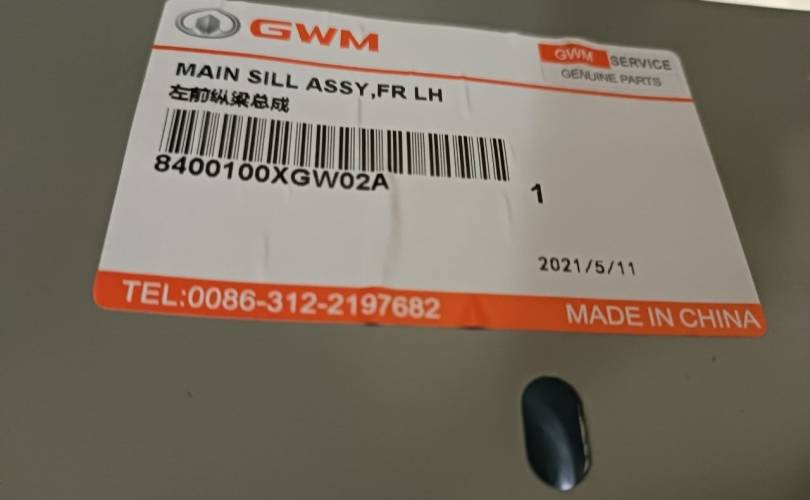 GWM
GWM SERVICE
GENUINE PARTS
MAIN SILL ASSY,FR LH
左前纵梁总成
8400100XGW02A
1
2021/5/11
TEL:0086-312-2197682
MADE IN CHINA